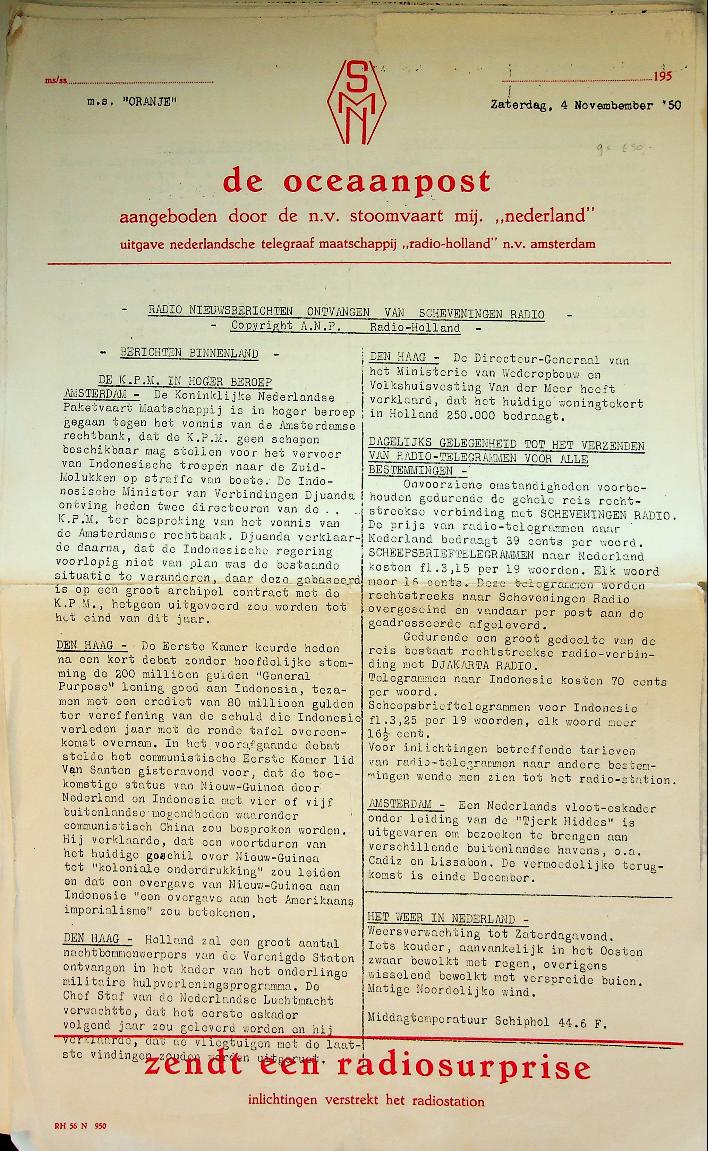 ms/ss
195
SMN
m.s. "ORANJE"
Zaterdag, 4 Novembember '50
de oceaanpost
aangeboden door de n.v. stoomvaart mij. „nederland”
uitgave nederlandsche telegraaf maatschappij „radio-holland” n.v. amsterdam
- RADIO NIEUWSBERICHTEN ONTVANGEN VAN SCHEVENINGEN RADIO -
- Copyright A.N.P. Radio-Holland -
- BERICHTEN BINNENLAND -
DE K.P.M. IN HOGER BEROEP
AMSTERDAM - De Koninklijke Nederlandse
Paketvaart Maatschappij is in hoger beroep
gegaan tegen het vonnis van de Amsterdamse
rechtbank, dat de K.P.M. geen schepen
beschikbaar mag stellen voor het vervoer
van Indonesische troepen naar de Zuid-
Molukken op straffe van boete. De Indo-
nesische Minister van Verbindingen Djuanda
ontving heden twee directeuren van de . . .
K.P.M. ter bespreking van het vonnis van
de Amsterdamse rechtbank. Djuanda verklaar-
de daarna, dat de Indonesische regering
voorlopig niet van plan was de bestaande
situatie te veranderen, daar deze gebaseerd
is op een groot archipel contract met de
K.P.M., hetgeen uitgevoerd zou worden tot
het eind van dit jaar.
DEN HAAG - De Eerste Kamer keurde heden
na een kort debat zonder hoofdelijke stem-
ming de 200 millioen gulden "General
Purpose" lening goed aan Indonesia, teza-
men met een crediet van 80 millioen gulden
ter vereffening van de schuld die Indonesie
verleden jaar met de ronde tafel overeen-
komst overnam. In het voorafgaande debat
stelde het communistische Eerste Kamer lid
Van Santen gisteravond voor, dat de toe-
komstige status van Nieuw-Guinea door
Nederland en Indonesia met vier of vijf
buitenlandse mogendheden waaronder
communistisch China zou besproken worden.
Hij verklaarde, dat een voortduren van
het huidige geschil over Nieuw-Guinea
tot "koloniale onderdrukking" zou leiden
en dat een overgave van Nieuw-Guinea aan
Indonesie "een overgave aan het Amerikaans
imperialisme" zou betekenen.
DEN HAAG - Holland zal een groot aantal
nachtbommenwerpers van de Verenigde Staten
ontvangen in het kader van het onderlinge
militaire hulpverleningsprogramma. De
Chef Staf van de Nederlandse Luchtmacht
verwachtte, dat het eerste eskader
volgend jaar zou geleverd worden en hij
verklaarde, dat de vliegtuigen met de laat-
ste vindingen zouden worden uitgerust.
DEN HAAG - De Directeur-Generaal van
het Ministerie van Wederopbouw en
Volkshuisvesting Van der Meer heeft
verklaard, dat het huidige woningtekort
in Holland 250.000 bedraagt.
DAGELIJKS GELEGENHEID TOT HET VERZENDEN
VAN RADIO-TELEGRAMMEN VOOR ALLE
BESTEMMINGEN -
Onvoorziene omstandigheden voorbe-
houden gedurende de gehele reis recht-
streekse verbinding met SCHEVENINGEN RADIO.
De prijs van radio-telegrammen naar
Nederland bedraagt 39 cents per woord.
SCHEEPSBRIEFTELEGRAMMEN naar Nederland
kosten fl.3,15 per 19 woorden. Elk woord
meer 16 cents. Deze telegrammen worden
rechtstreeks naar Scheveningen Radio
overgeseind en vandaar per post aan de
geadresseerde afgeleverd.
Gedurende een groot gedeelte van de
reis bestaat rechtstreekse radio-verbin-
ding met DJAKARTA RADIO.
Telegrammen naar Indonesie kosten 70 cents
per woord.
Scheepsbrieftelegrammen voor Indonesie
fl.3,25 per 19 woorden, elk woord meer
16½ cent.
Voor inlichtingen betreffende tarieven
van radio-telegrammen naar andere bestem-
mingen wende men zien tot het radio-station.
AMSTERDAM - Een Nederlands vloot-eskader
onder leiding van de "Tjerk Hiddes" is
uitgevaren om bezoeken te brengen aan
verschillende buitenlandse havens, o.a.
Cadiz en Lissabon. De vermoedelijke terug-
komst is einde December.
HET WEER IN NEDERLAND -
Weersverwachting tot Zaterdagavond.
Iets kouder, aanvankelijk in het Oosten
zwaar bewolkt met regen, overigens
wisselend bewolkt met verspreide buien.
Matige Noordelijke wind.
Middagtemperatuur Schiphol 44.6 F.
zendt een radiosurprise
inlichtingen verstrekt het radiostation
RH 56 N 950